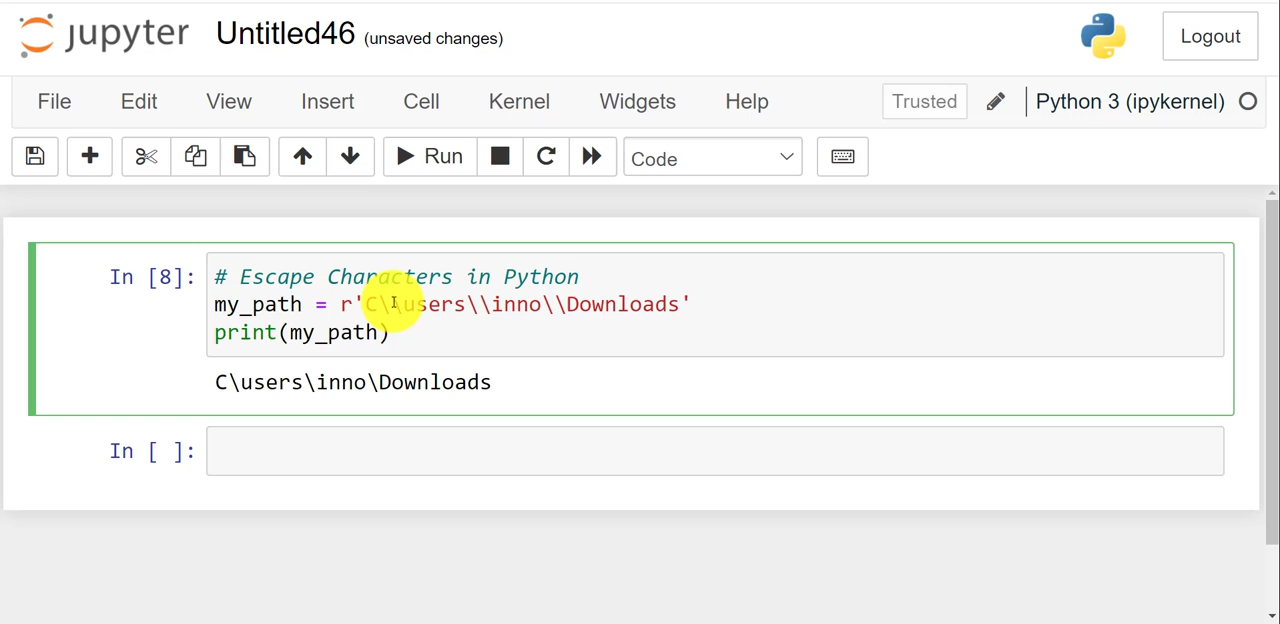 jupyter Untitled46 (unsaved changes) Logout
File Edit View Insert Cell Kernel Widgets Help Trusted Python 3 (ipykernel)
Run Code
In [8]: # Escape Characters in Python
my_path = r'C\\users\\inno\\Downloads'
print(my_path)
C\users\inno\Downloads
In [ ]: